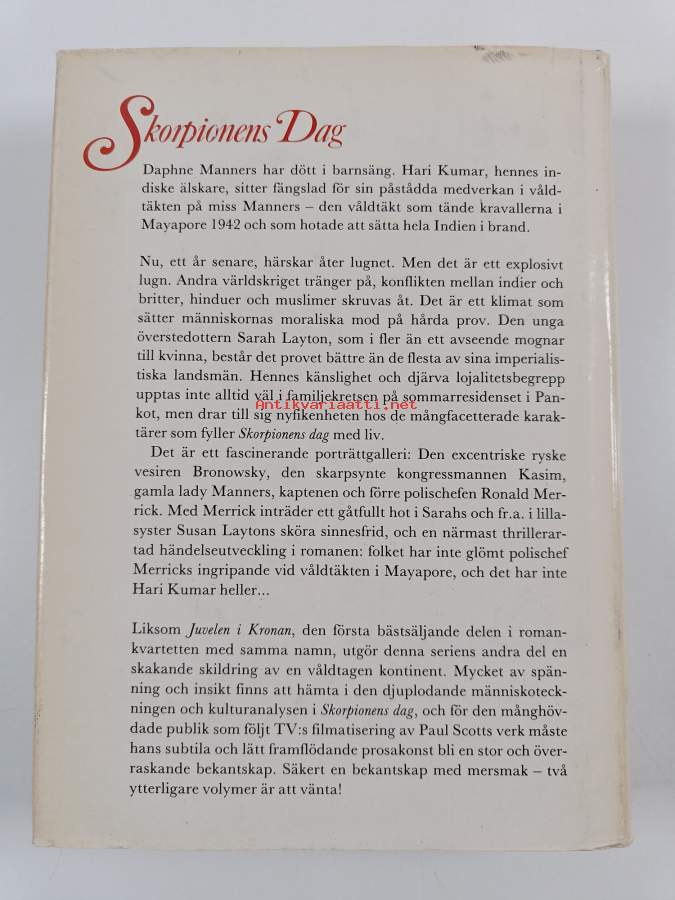 Skorpionens Dag
Daphne Manners har dött i barnsäng. Hari Kumar, hennes in-
diske älskare, sitter fängslad för sin påstådda medverkan i våld-
täkten på miss Manners – den våldtäkt som tände kravallerna i
Mayapore 1942 och som hotade att sätta hela Indien i brand.
Nu, ett år senare, härskar åter lugnet. Men det är ett explosivt
lugn. Andra världskriget tränger på, konflikten mellan indier och
britter, hinduer och muslimer skruvas åt. Det är ett klimat som
sätter människornas moraliska mod på hårda prov. Den unga
överstedottern Sarah Layton, som i fler än ett avseende mognar
till kvinna, består det provet bättre än de flesta av sina imperialis-
tiska landsmän. Hennes känslighet och djärva lojalitetsbegrepp
upptas inte alltid väl i familjekretsen på sommarresidenset i Pan-
Antikvariaatti.net
kot, men drar till sig nyfikenheten hos de mångfacetterade karak-
tärer som fyller Skorpionens dag med liv.
Det är ett fascinerande porträttgalleri: Den excentriske ryske
vesiren Bronowsky, den skarpsynte kongressmannen Kasim,
gamla lady Manners, kaptenen och förre polischefen Ronald Mer-
rick. Med Merrick inträder ett gåtfullt hot i Sarahs och fr.a. i lilla-
syster Susan Laytons sköra sinnesfrid, och en närmast thrillerar-
tad händelseutveckling i romanen: folket har inte glömt polischef
Merricks ingripande vid våldtäkten i Mayapore, och det har inte
Hari Kumar heller...
Liksom Juvelen i Kronan, den första bästsäljande delen i roman-
kvartetten med samma namn, utgör denna seriens andra del en
skakande skildring av en våldtagen kontinent. Mycket av spän-
ning och insikt finns att hämta i den djuplodande människoteck-
ningen och kulturanalysen i Skorpionens dag, och för den månghöv-
dade publik som följt TV:s filmatisering av Paul Scotts verk måste
hans subtila och lätt framflödande prosakonst bli en stor och över-
raskande bekantskap. Säkert en bekantskap med mersmak – två
ytterligare volymer är att vänta!